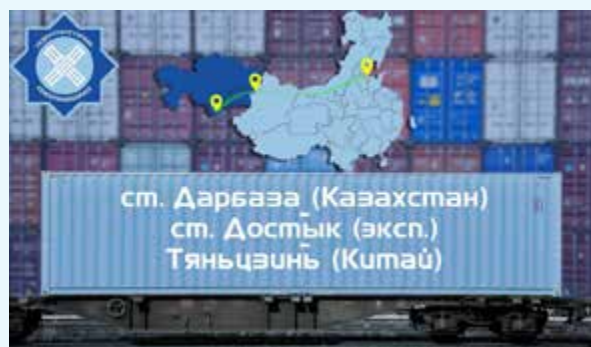 ст. Дарбаза (Казахстан)
-
ст. Достык (эксп.)
-
Тяньцзинь (Китай)